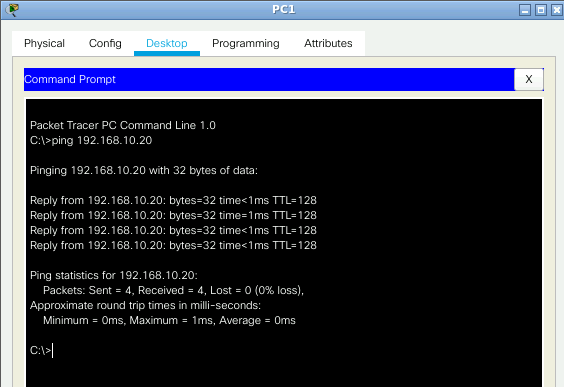 PC1
Physical Config Desktop Programming Attributes
Command Prompt X
Packet Tracer PC Command Line 1.0
C:\>ping 192.168.10.20
Pinging 192.168.10.20 with 32 bytes of data:
Reply from 192.168.10.20: bytes=32 time<1ms TTL=128
Reply from 192.168.10.20: bytes=32 time=1ms TTL=128
Reply from 192.168.10.20: bytes=32 time<1ms TTL=128
Reply from 192.168.10.20: bytes=32 time<1ms TTL=128
Ping statistics for 192.168.10.20:
Packets: Sent = 4, Received = 4, Lost = 0 (0% loss),
Approximate round trip times in milli-seconds:
Minimum = 0ms, Maximum = 1ms, Average = 0ms
C:\>